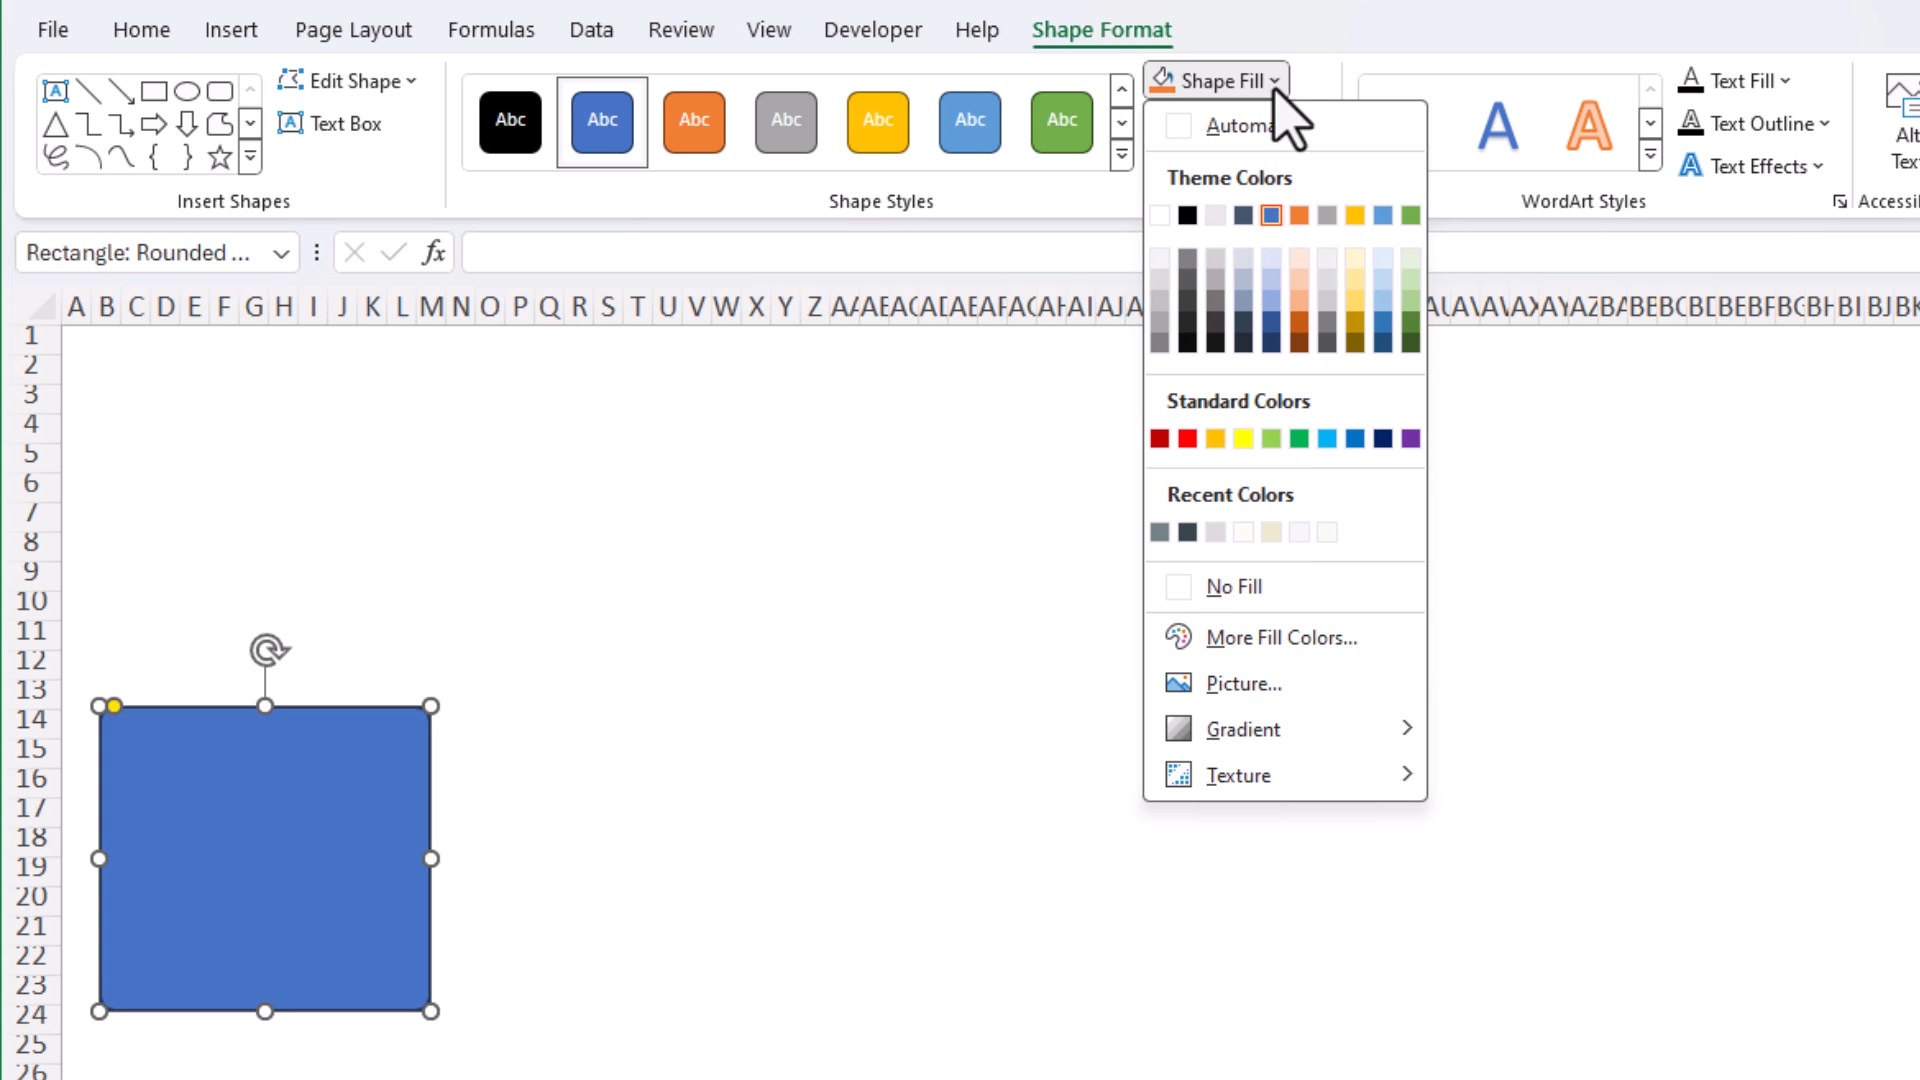 File Home Insert Page Layout Formulas Data Review View Developer Help Shape Format
Edit Shape
Text Box
Insert Shapes
Abc Abc Abc Abc Abc Abc Abc
Shape Styles
Shape Fill
Theme Colors
Standard Colors
Recent Colors
No Fill
More Fill Colors...
Picture...
Gradient
Texture
A A
WordArt Styles
Text Fill
Text Outline
Text Effects
Alt
Accessi
Rectangle: Rounded ...
fx
A B C D E F G H I J K L M N O P Q R S T U V W X Y Z
1
2
3
4
5
6
7
8
9
10
11
12
13
14
15
16
17
18
19
20
21
22
23
24
25
26